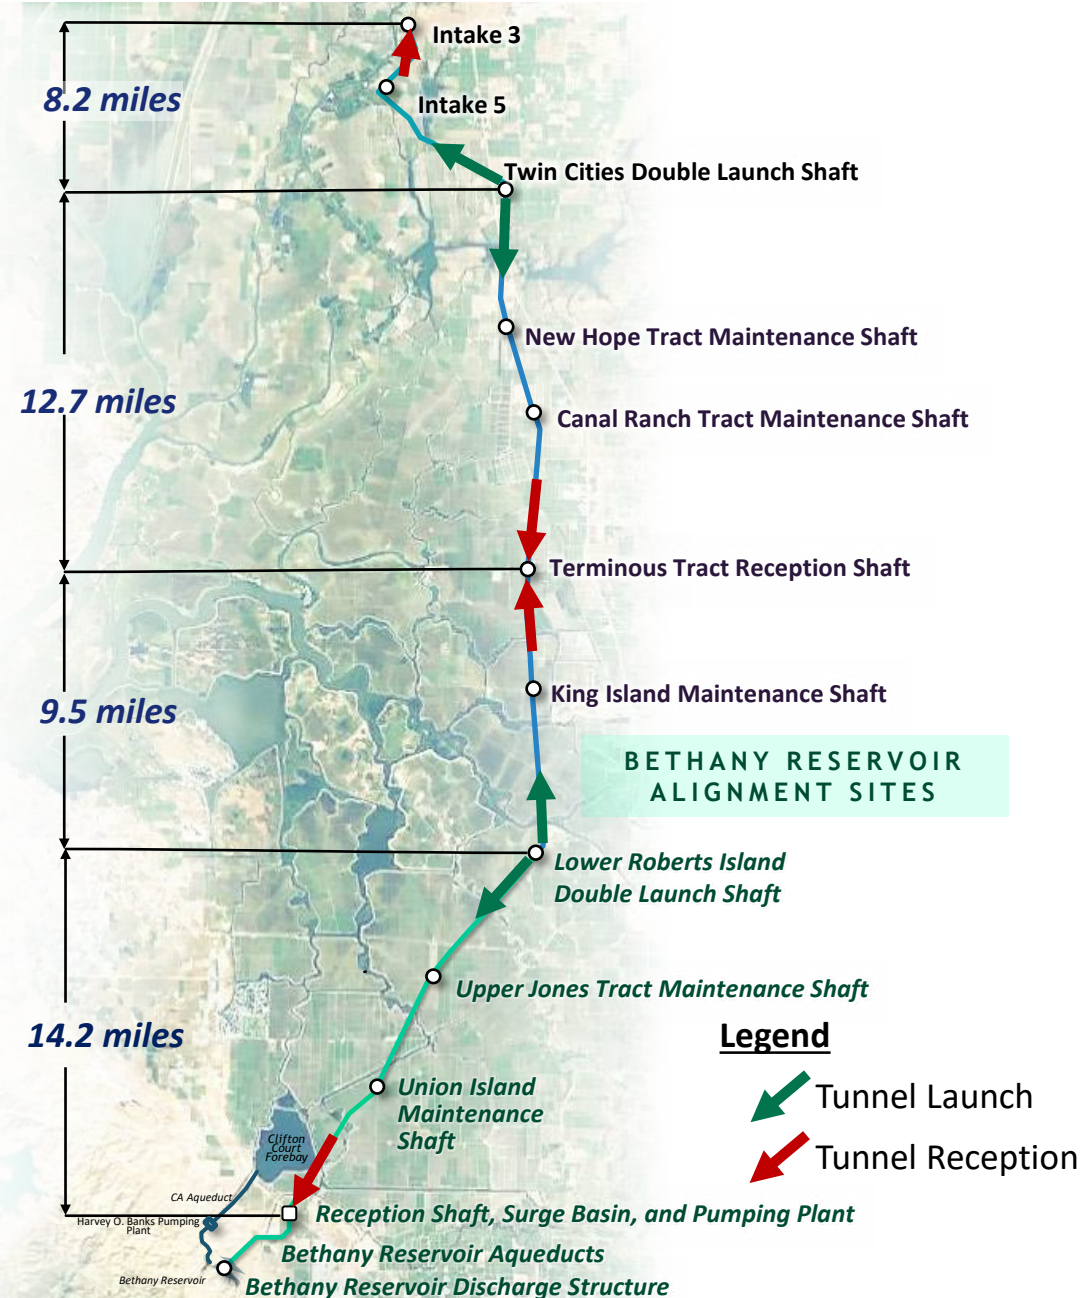 Intake 3
8.2 miles
Intake 5
Twin Cities Double Launch Shaft
New Hope Tract Maintenance Shaft
12.7 miles
Canal Ranch Tract Maintenance Shaft
Terminous Tract Reception Shaft
King Island Maintenance Shaft
9.5 miles
BETHANY RESERVOIR
ALIGNMENT SITES
Lower Roberts Island
Double Launch Shaft
Upper Jones Tract Maintenance Shaft
14.2 miles
Legend
Tunnel Launch
Tunnel Reception
Union Island
Maintenance
Shaft
Clifton
Court
Forebay
CA Aqueduct
Harvey O. Banks Pumping
Plant
Reception Shaft, Surge Basin, and Pumping Plant
Bethany Reservoir Aqueducts
Bethany Reservoir
Bethany Reservoir Discharge Structure